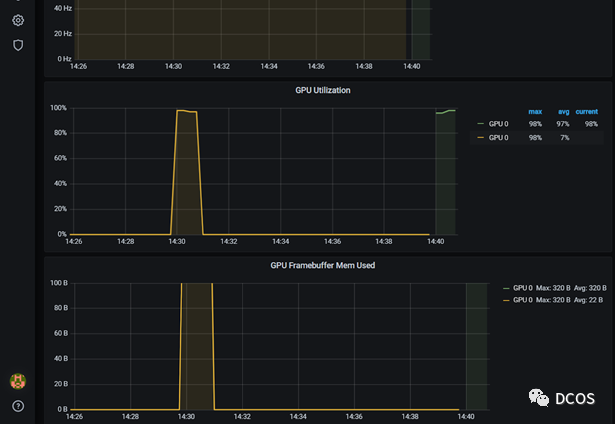 40 Hz
20 Hz
0 Hz
14:26 14:28 14:30 14:32 14:34 14:36 14:38 14:40
GPU Utilization
100%
80%
60%
40%
20%
0%
14:26 14:28 14:30 14:32 14:34 14:36 14:38 14:40
max avg current
GPU 0 98% 97% 98%
GPU 0 98% 7%
GPU Framebuffer Mem Used
100 B
80 B
60 B
40 B
20 B
0 B
14:26 14:28 14:30 14:32 14:34 14:36 14:38 14:40
GPU 0 Max: 320 B Avg: 320 B
GPU 0 Max: 320 B Avg: 22 B
DCOS